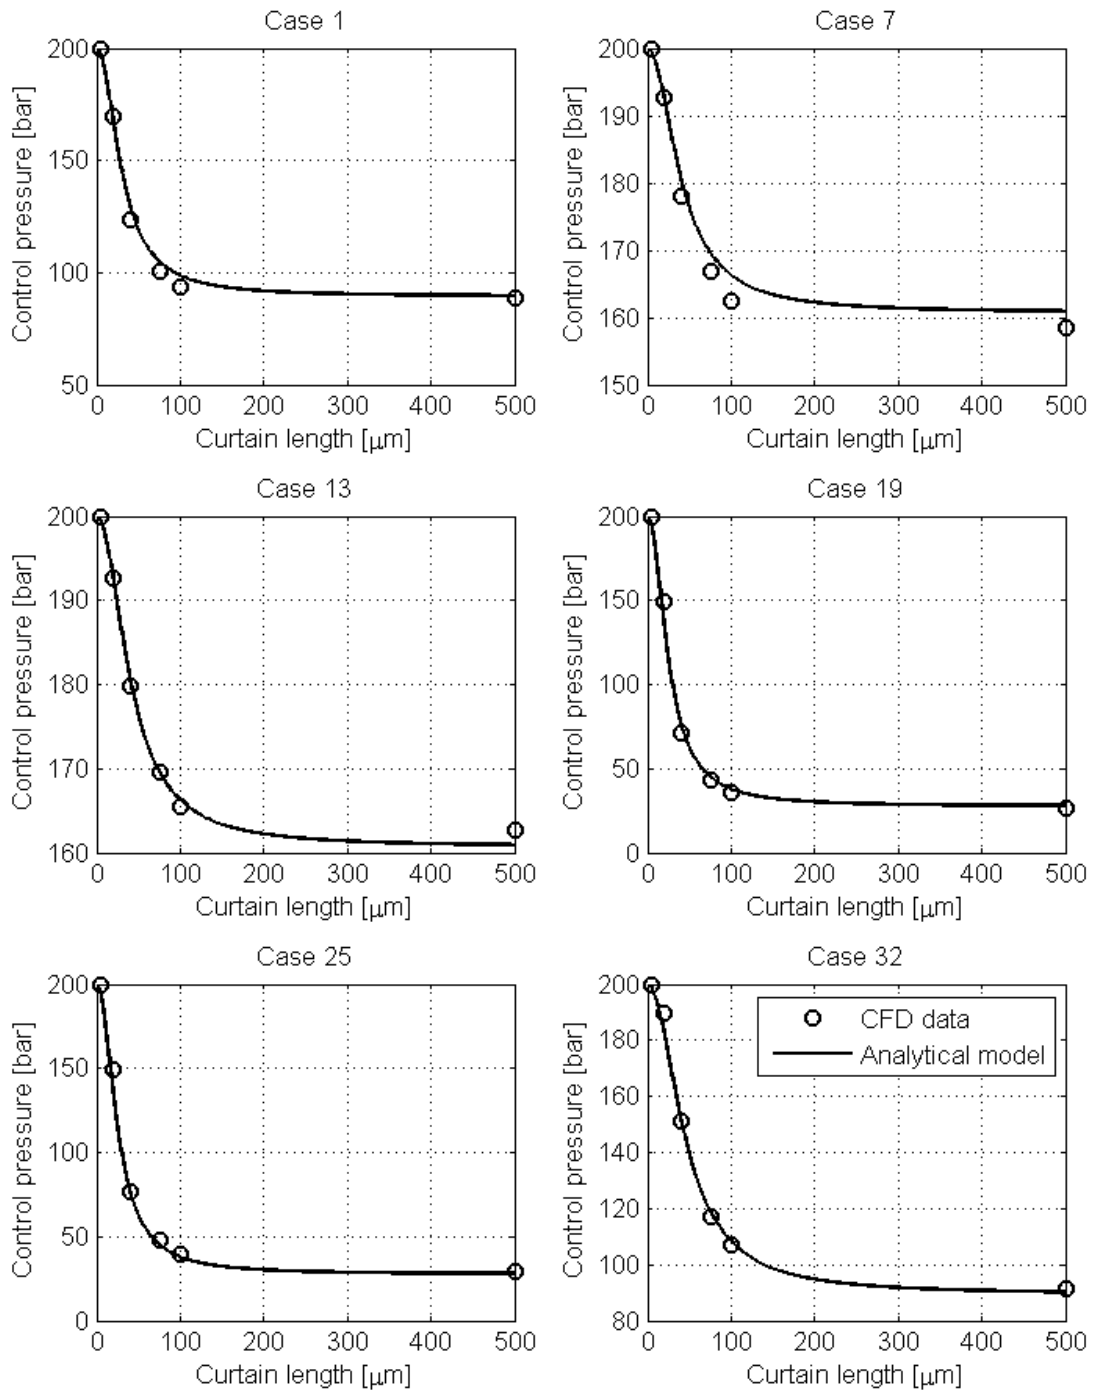 Case 1
Control pressure [bar]
200
150
100
50
0 100 200 300 400 500
Curtain length [μm]
Case 7
Control pressure [bar]
200
190
180
170
160
150
0 100 200 300 400 500
Curtain length [μm]
Case 13
Control pressure [bar]
200
190
180
170
160
0 100 200 300 400 500
Curtain length [μm]
Case 19
Control pressure [bar]
200
150
100
50
0
0 100 200 300 400 500
Curtain length [μm]
Case 25
Control pressure [bar]
200
150
100
50
0
0 100 200 300 400 500
Curtain length [μm]
Case 32
Control pressure [bar]
200
180
160
140
120
100
80
0 100 200 300 400 500
Curtain length [μm]
CFD data
Analytical model